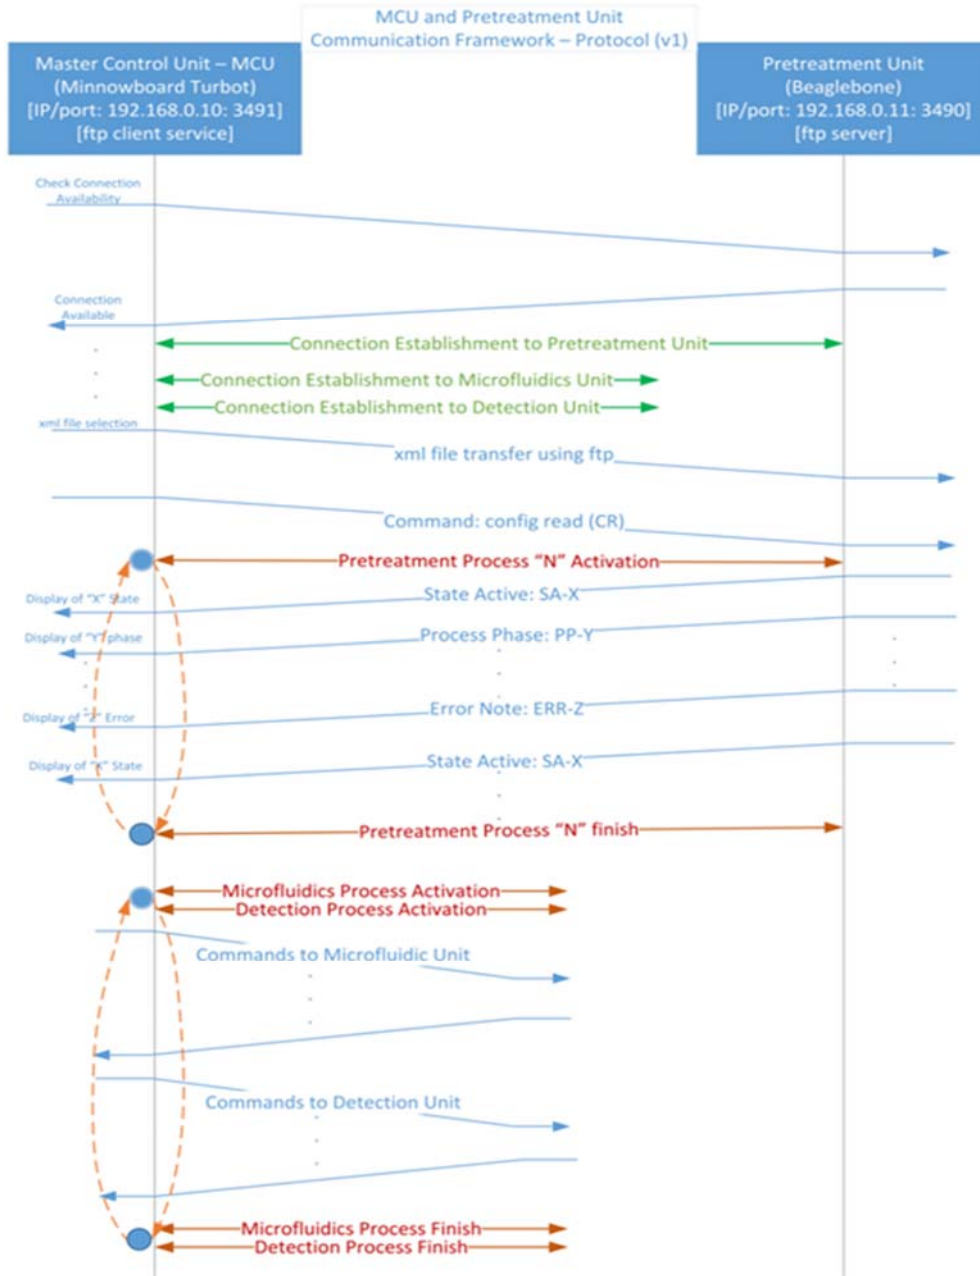 MCU and Pretreatment Unit
Communication Framework – Protocol (v1)
Master Control Unit – MCU
(Minnowboard Turbot)
[IP/port: 192.168.0.10: 3491]
[ftp client service]
Pretreatment Unit
(Beaglebone)
[IP/port: 192.168.0.11: 3490]
[ftp server]
Check Connection
Availability
Connection
Available
Connection Establishment to Pretreatment Unit
Connection Establishment to Microfluidics Unit
Connection Establishment to Detection Unit
xml file selection
xml file transfer using ftp
Command: config read (CR)
Pretreatment Process “N” Activation
State Active: SA-X
Display of “X” State
Process Phase: PP-Y
Display of “Y” phase
Error Note: ERR-Z
Display of “Z” Error
State Active: SA-X
Display of “X” State
Pretreatment Process “N” finish
Microfluidics Process Activation
Detection Process Activation
Commands to Microfluidic Unit
Commands to Detection Unit
Microfluidics Process Finish
Detection Process Finish